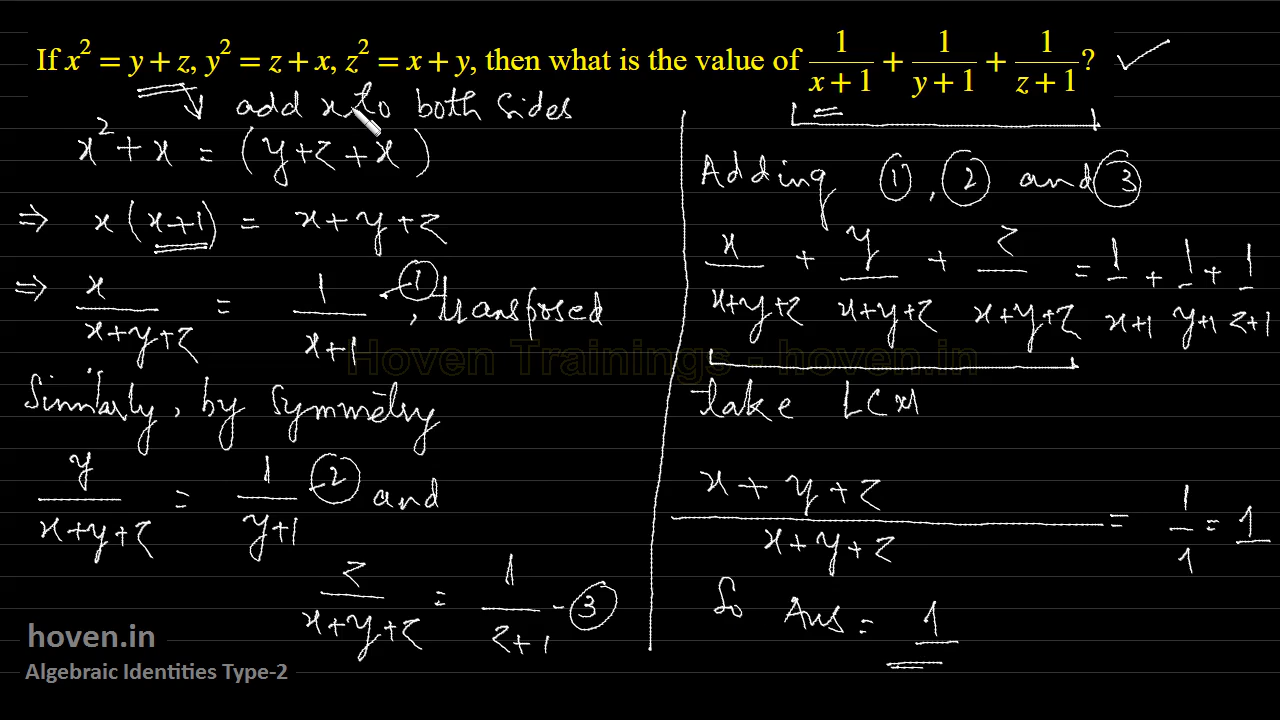 If x² = y + z, y² = z + x, z² = x + y, then what is the value of 1/(x + 1) + 1/(y + 1) + 1/(z + 1)?
add x to both sides
x² + x = (y+z+x)
⇒ x(x+1) = x+y+z
⇒ x/(x+y+z) = 1/(x+1) - ①, transposed
Similarly, by symmetry
y/(x+y+z) = 1/(y+1) - ② and
z/(x+y+z) = 1/(z+1) - ③
=
Adding ①, ② and ③
x/(x+y+z) + y/(x+y+z) + z/(x+y+z) = 1/(x+1) + 1/(y+1) + 1/(z+1)
take LCM
(x+y+z)/(x+y+z) = 1/1 = 1
So Ans = 1
Hoven Trainings - hoven.in
hoven.in
Algebraic Identities Type-2